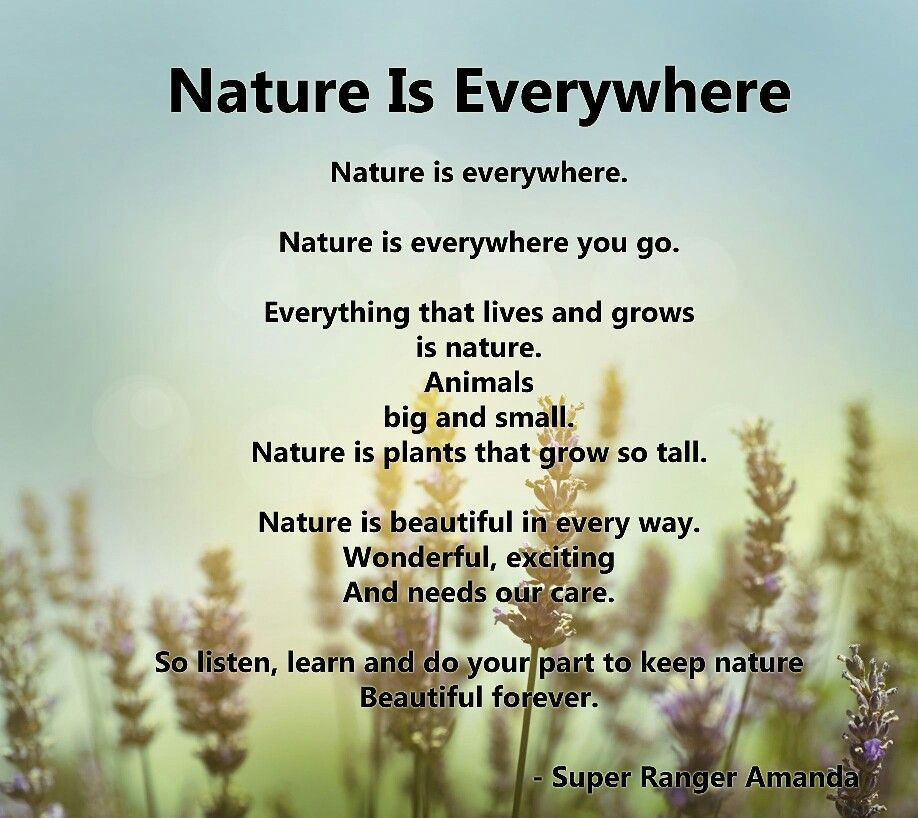 Nature Is Everywhere
Nature is everywhere.
Nature is everywhere you go.
Everything that lives and grows
is nature.
Animals
big and small.
Nature is plants that grow so tall.
Nature is beautiful in every way.
Wonderful, exciting
And needs our care.
So listen, learn and do your part to keep nature
Beautiful forever.
- Super Ranger Amanda